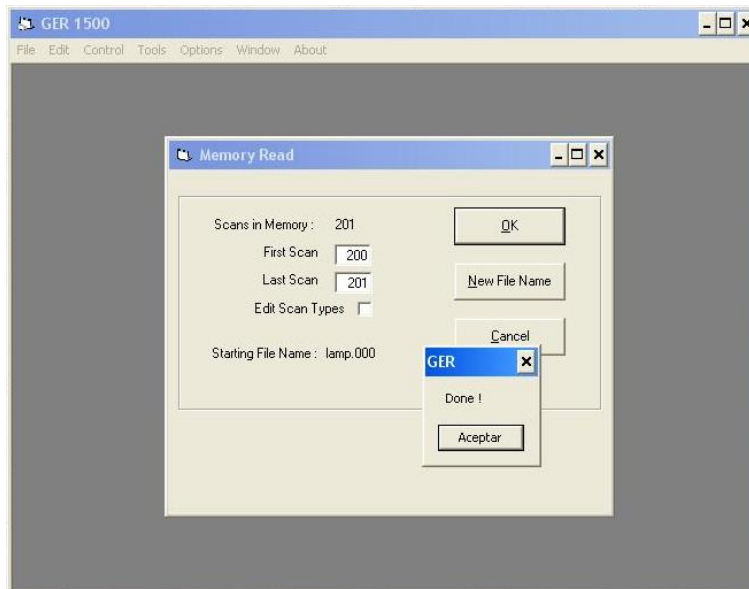 GER 1500
File Edit Control Tools Options Window About
Memory Read
Scans in Memory : 201
OK
First Scan 200
Last Scan 201
New File Name
Edit Scan Types
Cancel
Starting File Name : lamp.000
GER
Done !
Aceptar